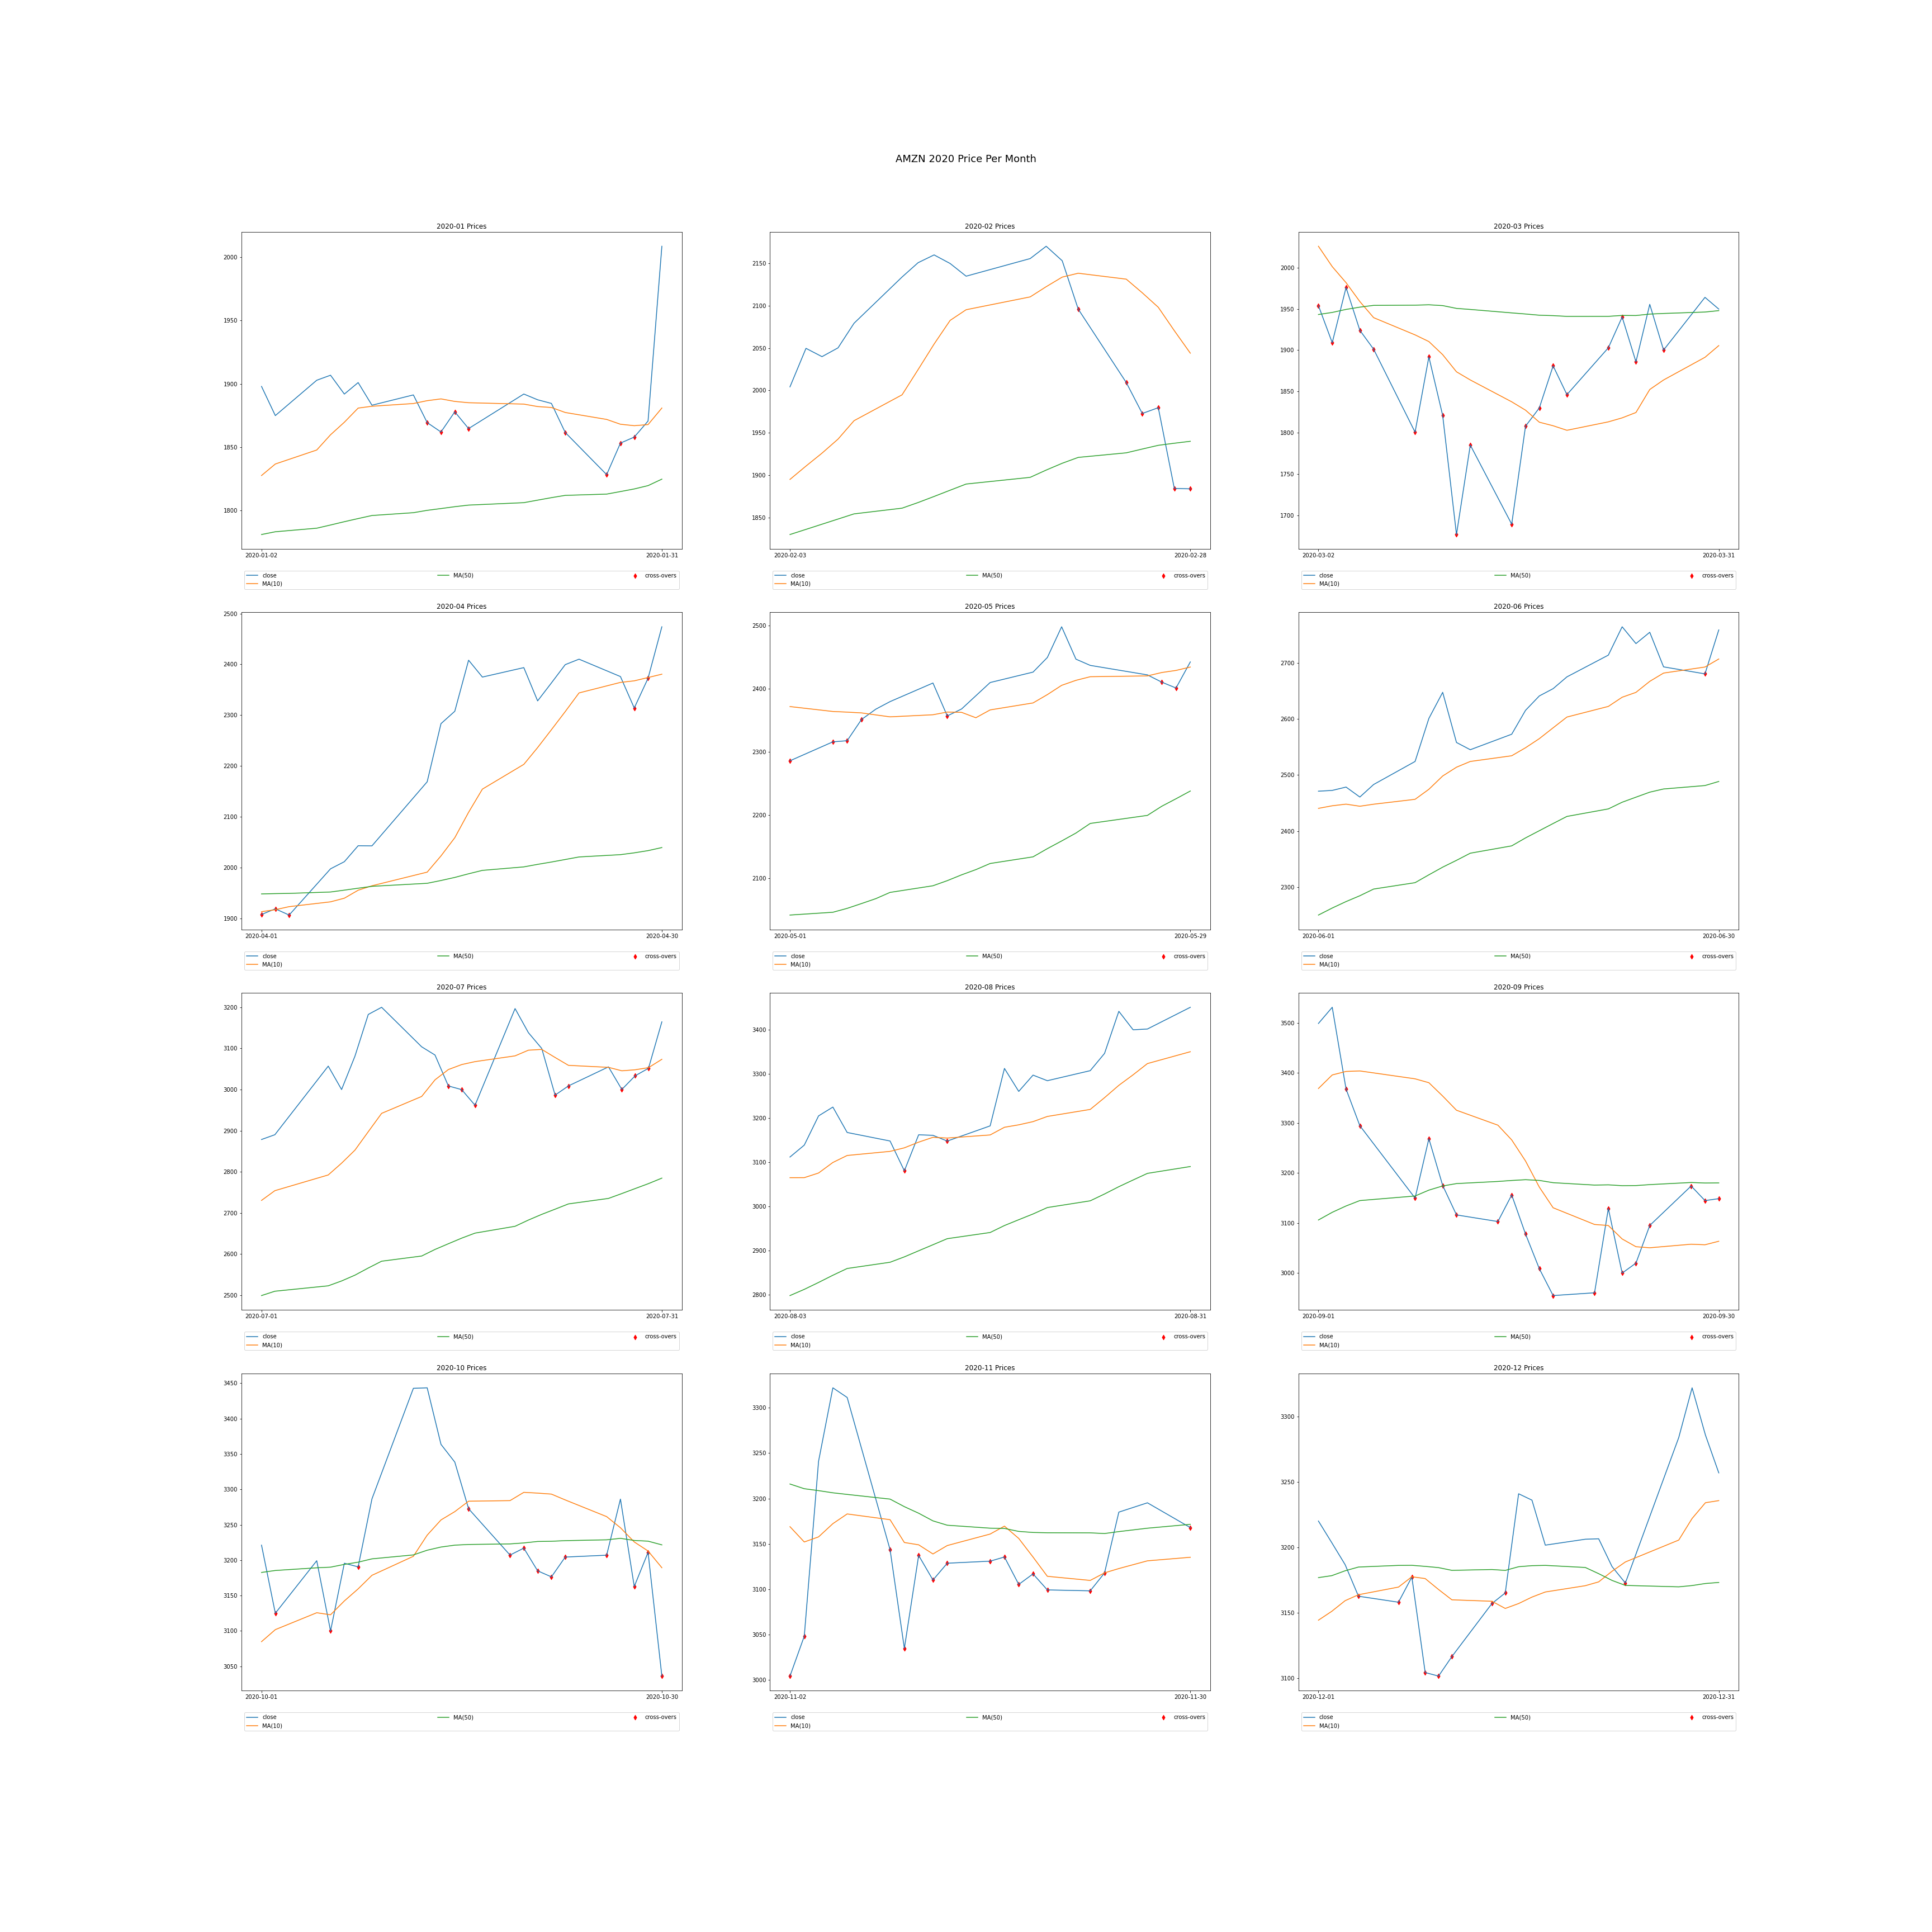 AMZN 2020 Price Per Month
2020-01 Prices
2000
1950
1900
1850
1800
2020-01-02 2020-01-31
close MA(50) cross-overs
MA(10)
2020-02 Prices
2150
2100
2050
2000
1950
1900
1850
2020-02-03 2020-02-28
close MA(50) cross-overs
MA(10)
2020-03 Prices
2000
1950
1900
1850
1800
1750
1700
2020-03-02 2020-03-31
close MA(50) cross-overs
MA(10)
2020-04 Prices
2500
2400
2300
2200
2100
2000
1900
2020-04-01 2020-04-30
close MA(50) cross-overs
MA(10)
2020-05 Prices
2500
2400
2300
2200
2100
2020-05-01 2020-05-29
close MA(50) cross-overs
MA(10)
2020-06 Prices
2700
2600
2500
2400
2300
2020-06-01 2020-06-30
close MA(50) cross-overs
MA(10)
2020-07 Prices
3200
3100
3000
2900
2800
2700
2600
2500
2020-07-01 2020-07-31
close MA(50) cross-overs
MA(10)
2020-08 Prices
3400
3300
3200
3100
3000
2900
2800
2020-08-03 2020-08-31
close MA(50) cross-overs
MA(10)
2020-09 Prices
3500
3400
3300
3200
3100
3000
2020-09-01 2020-09-30
close MA(50) cross-overs
MA(10)
2020-10 Prices
3450
3400
3350
3300
3250
3200
3150
3100
3050
2020-10-01 2020-10-30
close MA(50) cross-overs
MA(10)
2020-11 Prices
3300
3250
3200
3150
3100
3050
3000
2020-11-02 2020-11-30
close MA(50) cross-overs
MA(10)
2020-12 Prices
3300
3250
3200
3150
3100
2020-12-01 2020-12-31
close MA(50) cross-overs
MA(10)